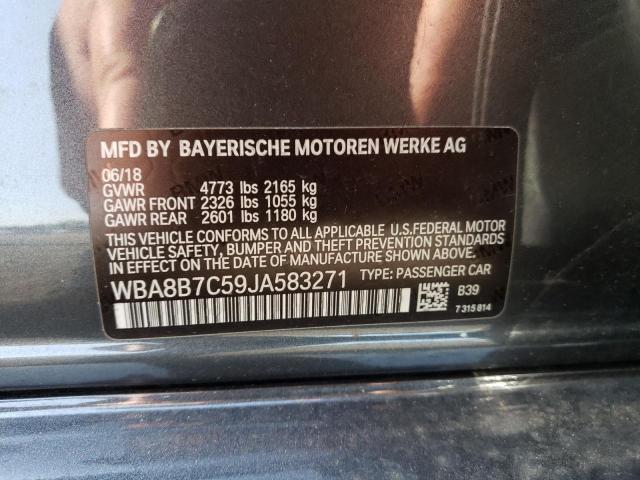 MFD BY BAYERISCHE MOTOREN WERKE AG
06/18
GVWR 4773 lbs 2165 kg
GAWR FRONT 2326 lbs 1055 kg
GAWR REAR 2601 lbs 1180 kg
THIS VEHICLE CONFORMS TO ALL APPLICABLE U.S.FEDERAL MOTOR
VEHICLE SAFETY, BUMPER AND THEFT PREVENTION STANDARDS
IN EFFECT ON THE DATE OF MANUFACTURE SHOWN ABOVE.
WBA8B7C59JA583271 TYPE: PASSENGER CAR
B39
7 315 814